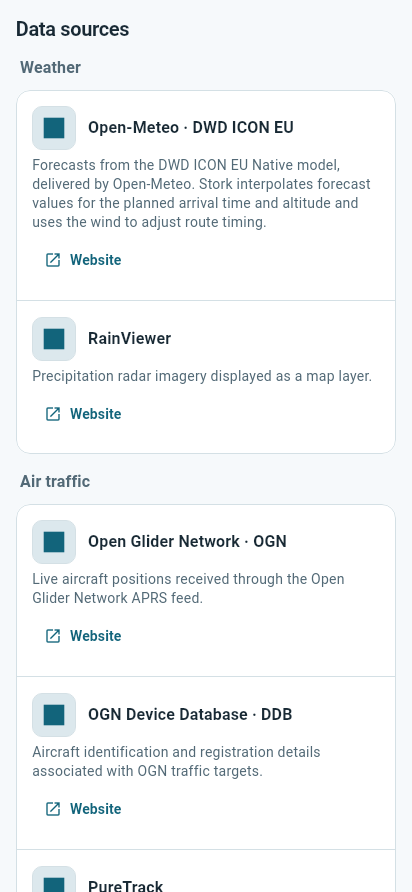 Data sources
Weather
Open-Meteo · DWD ICON EU
Forecasts from the DWD ICON EU Native model,
delivered by Open-Meteo. Stork interpolates forecast
values for the planned arrival time and altitude and
uses the wind to adjust route timing.
Website
RainViewer
Precipitation radar imagery displayed as a map layer.
Website
Air traffic
Open Glider Network · OGN
Live aircraft positions received through the Open
Glider Network APRS feed.
Website
OGN Device Database · DDB
Aircraft identification and registration details
associated with OGN traffic targets.
Website
PureTrack